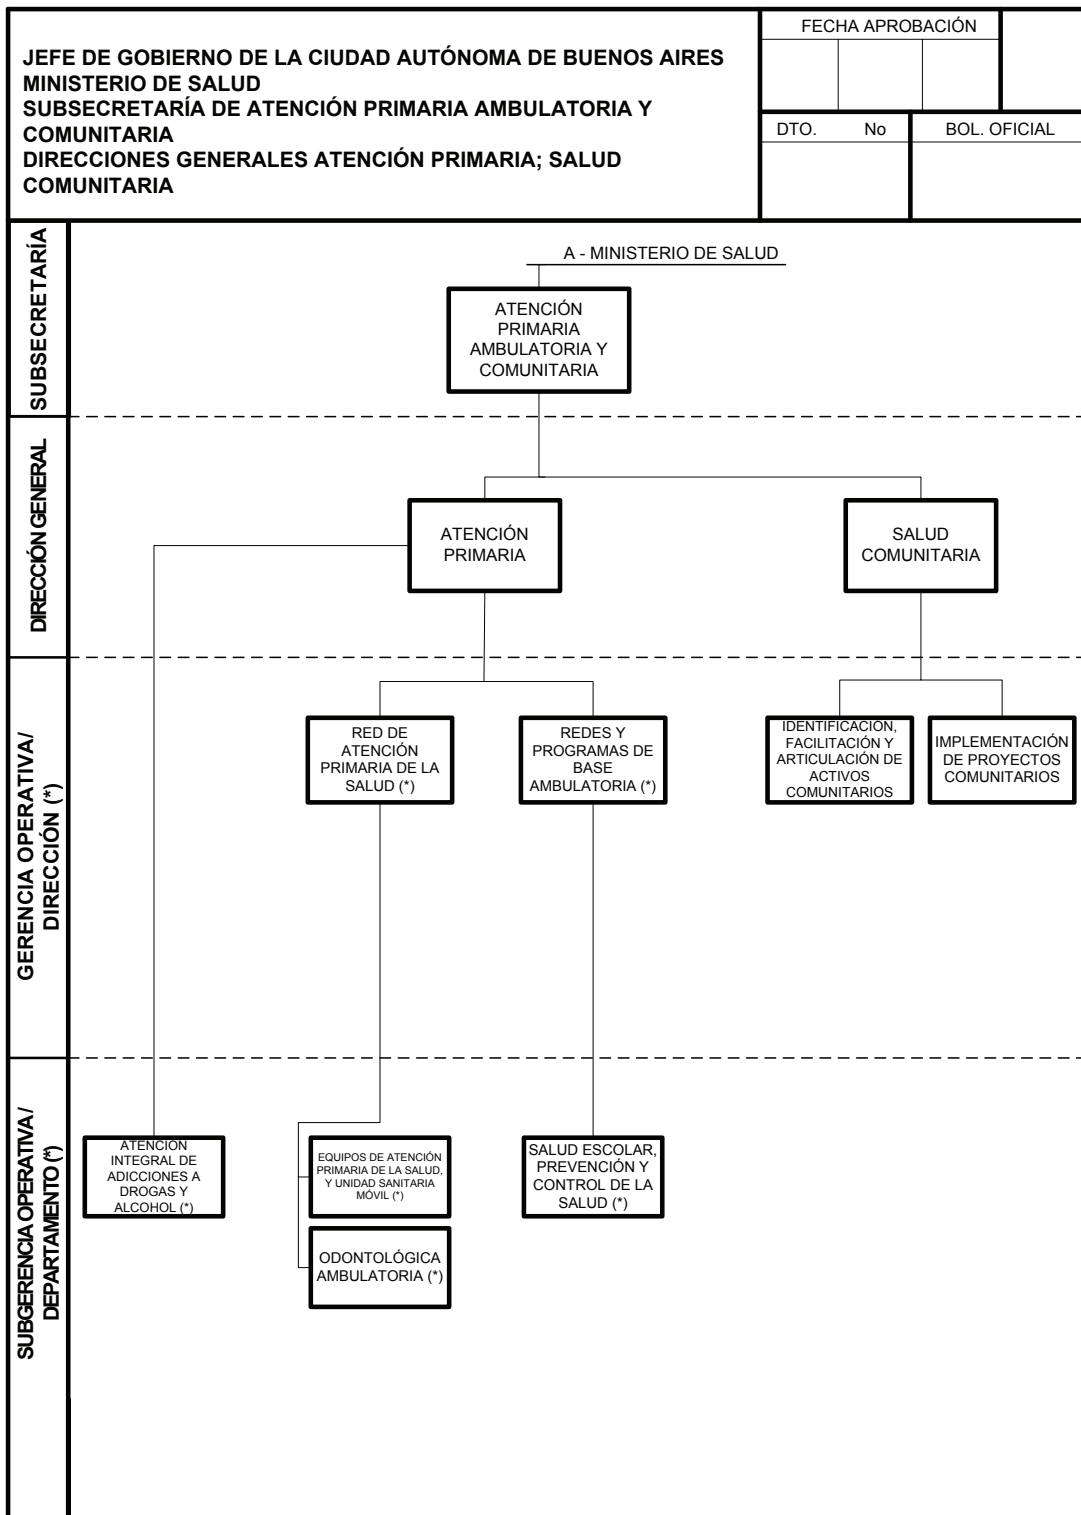 JEFE DE GOBIERNO DE LA CIUDAD AUTÓNOMA DE BUENOS AIRES
MINISTERIO DE SALUD
SUBSECRETARÍA DE ATENCIÓN PRIMARIA AMBULATORIA Y
COMUNITARIA
DIRECCIONES GENERALES ATENCIÓN PRIMARIA; SALUD
COMUNITARIA
FECHA APROBACIÓN
DTO. No
BOL. OFICIAL
SUBSECRETARÍA
A - MINISTERIO DE SALUD
ATENCIÓN
PRIMARIA
AMBULATORIA Y
COMUNITARIA
DIRECCIÓN GENERAL
ATENCIÓN
PRIMARIA
SALUD
COMUNITARIA
GERENCIA OPERATIVA/
DIRECCIÓN (*)
RED DE
ATENCIÓN
PRIMARIA DE LA
SALUD (*)
REDES Y
PROGRAMAS DE
BASE
AMBULATORIA (*)
IDENTIFICACIÓN,
FACILITACIÓN Y
ARTICULACIÓN DE
ACTIVOS
COMUNITARIOS
IMPLEMENTACIÓN
DE PROYECTOS
COMUNITARIOS
SUBGERENCIA OPERATIVA/
DEPARTAMENTO (*)
ATENCIÓN
INTEGRAL DE
ADICCIONES A
DROGAS Y
ALCOHOL (*)
EQUIPOS DE ATENCIÓN
PRIMARIA DE LA SALUD,
Y UNIDAD SANITARIA
MÓVIL (*)
SALUD ESCOLAR,
PREVENCIÓN Y
CONTROL DE LA
SALUD (*)
ODONTOLÓGICA
AMBULATORIA (*)